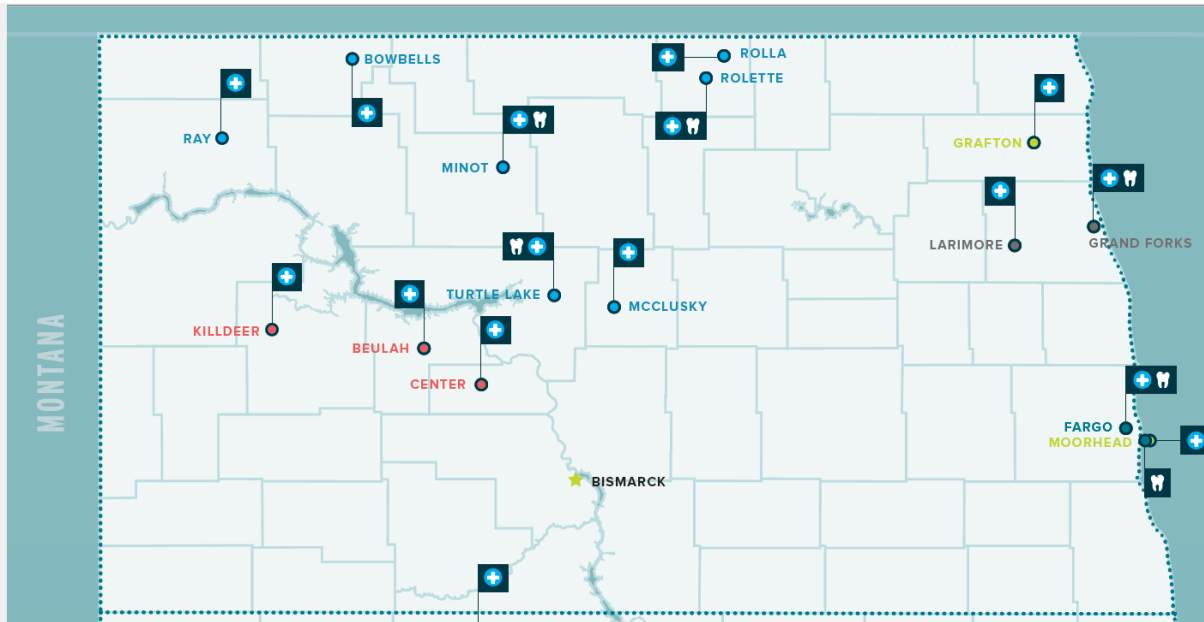 BOWBELLS
ROLLA
ROLETTE
RAY
GRAFTON
MINOT
LARIMORE
GRAND FORKS
TURTLE LAKE
MCCLUSKY
KILLDEER
BEULAH
CENTER
MONTANA
FARGO
MOORHEAD
BISMARCK